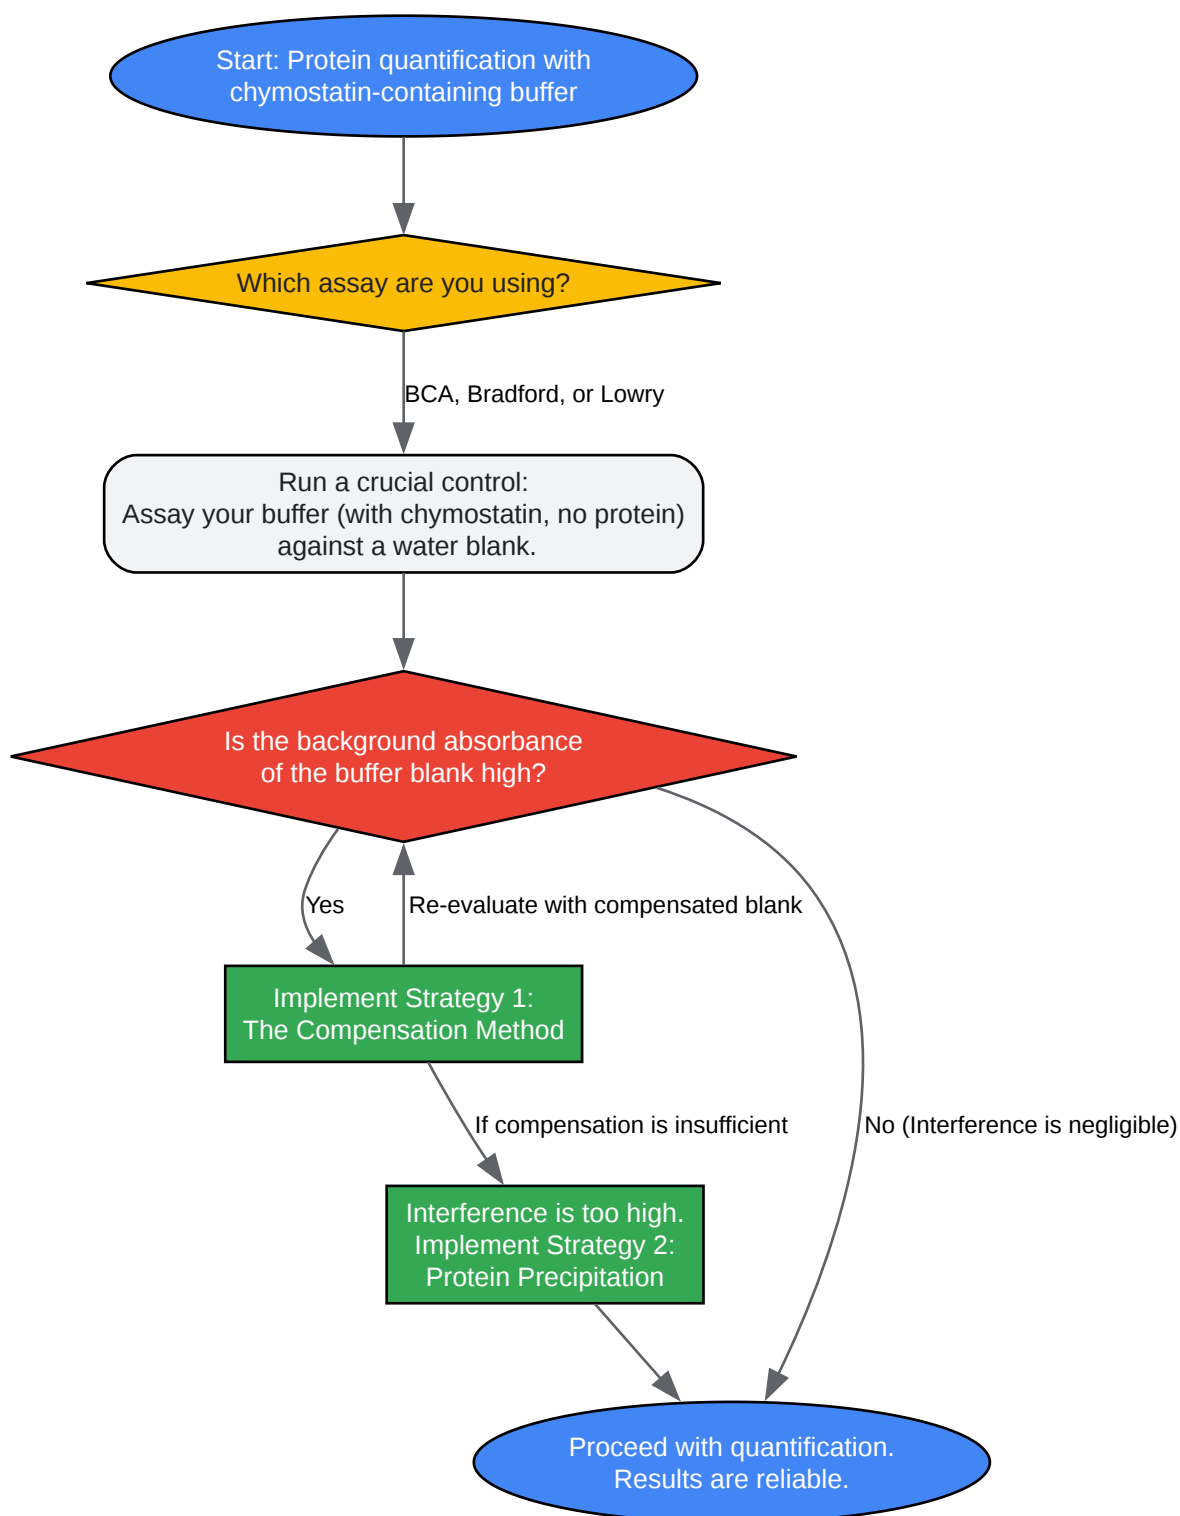 Start: Protein quantification with
chymostatin-containing buffer
Which assay are you using?
BCA, Bradford, or Lowry
Run a crucial control:
Assay your buffer (with chymostatin, no protein)
against a water blank.
Is the background absorbance
of the buffer blank high?
Yes
Re-evaluate with compensated blank
Implement Strategy 1:
The Compensation Method
If compensation is insufficient
No (Interference is negligible)
Interference is too high.
Implement Strategy 2:
Protein Precipitation
Proceed with quantification.
Results are reliable.